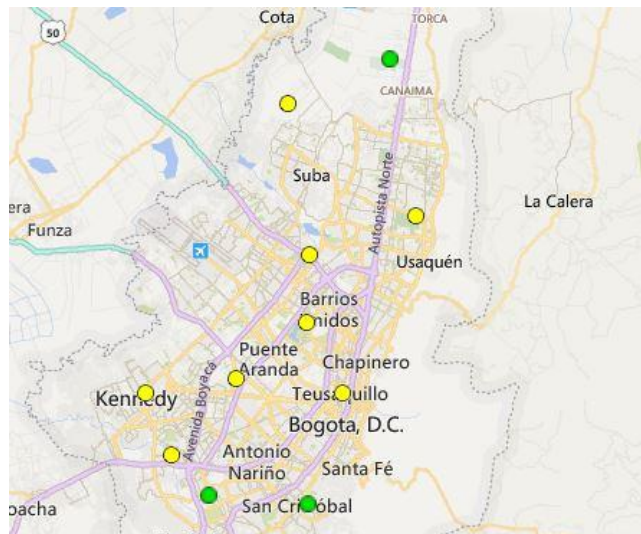 Cota
TORCA
50
CANAIMA
Suba
Autopista Norte
La Calera
era
Funza
Usaquén
Barrios
Unidos
Puente
Aranda
Chapinero
Avenida Boyacá
Kennedy
Teusaquillo
Bogota, D.C.
Antonio
Nariño
Santa Fé
San Cristóbal
oacha